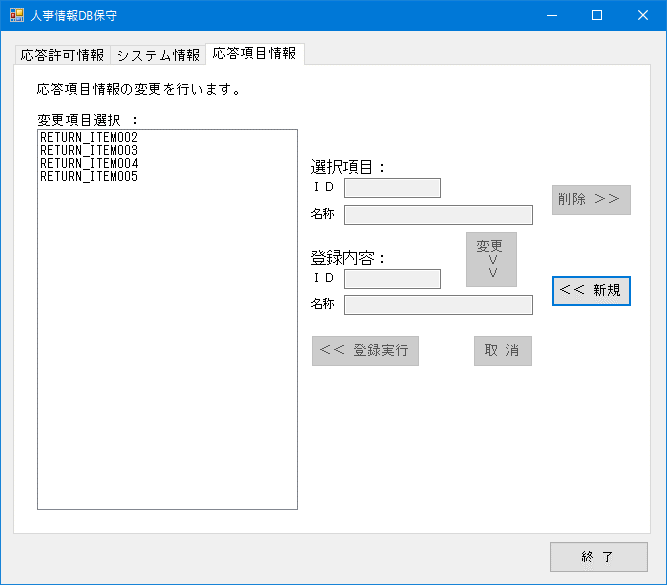 人事情報DB保守
応答許可情報 システム情報 応答項目情報
応答項目情報の変更を行います。
変更項目選択 :
RETURN_ITEM002
RETURN_ITEM003
RETURN_ITEM004
RETURN_ITEM005
選択項目:
ID
名称
削除 >>
変更
>
>
登録内容:
ID
名称
<< 新規
<< 登録実行
取 消
終 了